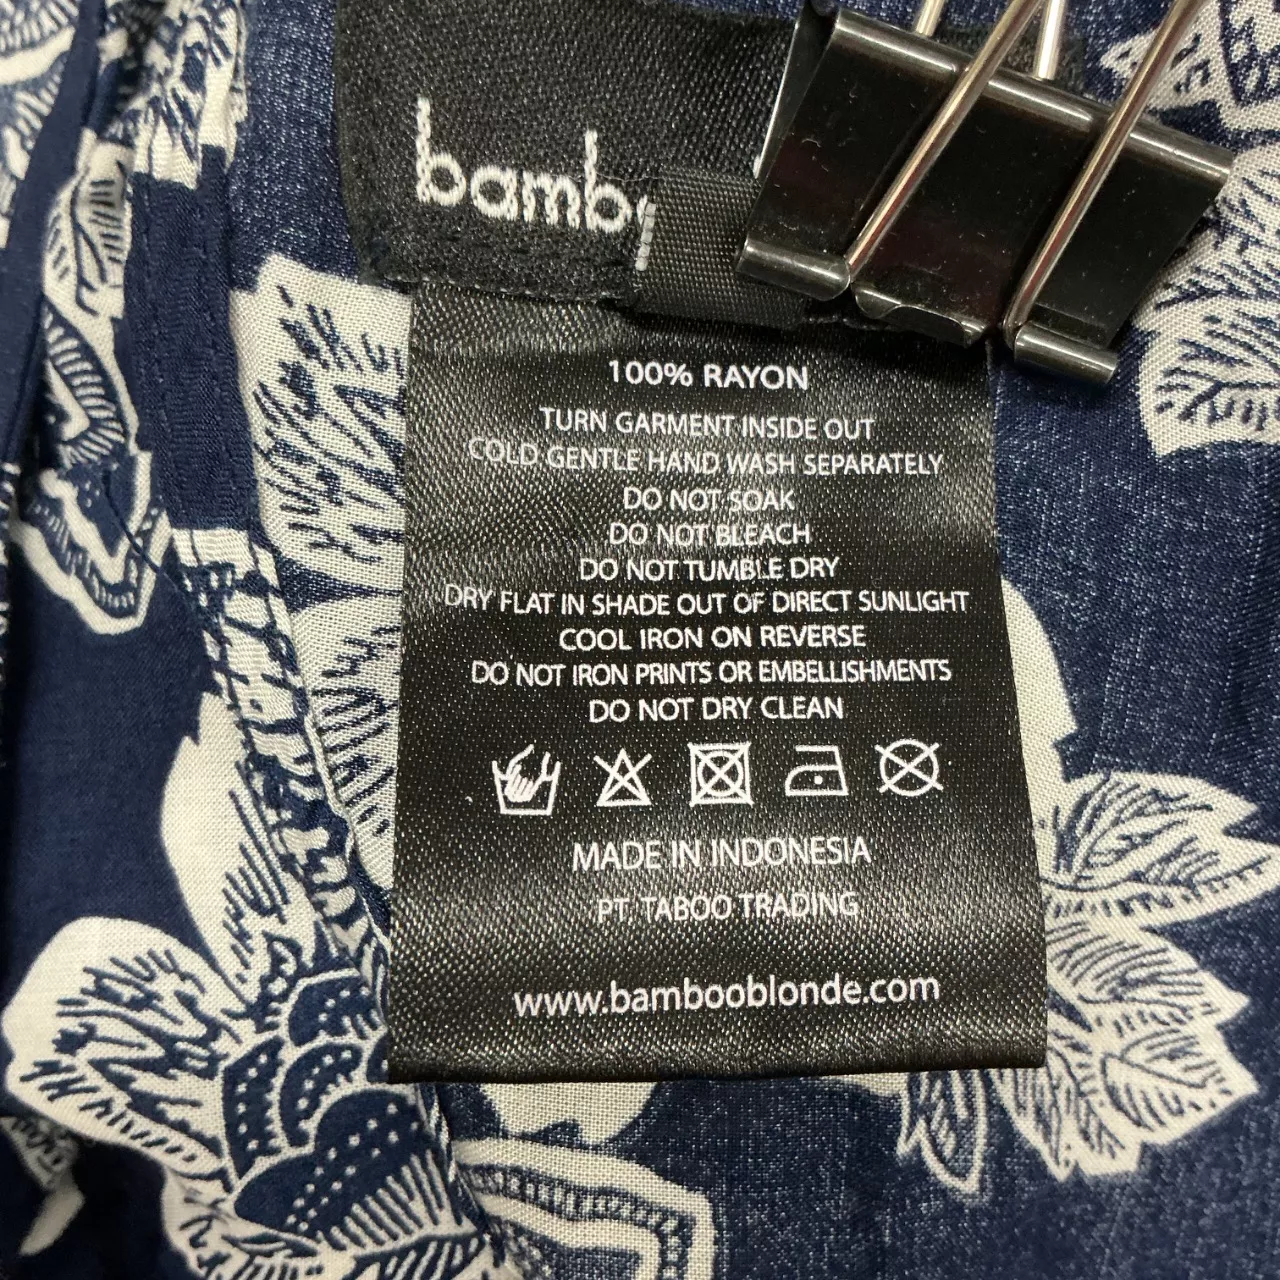 bamb
100% RAYON
TURN GARMENT INSIDE OUT
COLD GENTLE HAND WASH SEPARATELY
DO NOT SOAK
DO NOT BLEACH
DO NOT TUMBLE DRY
DRY FLAT IN SHADE OUT OF DIRECT SUNLIGHT
COOL IRON ON REVERSE
DO NOT IRON PRINTS OR EMBELLISHMENTS
DO NOT DRY CLEAN
MADE IN INDONESIA
PT. TABOO TRADING
www.bambooblonde.com